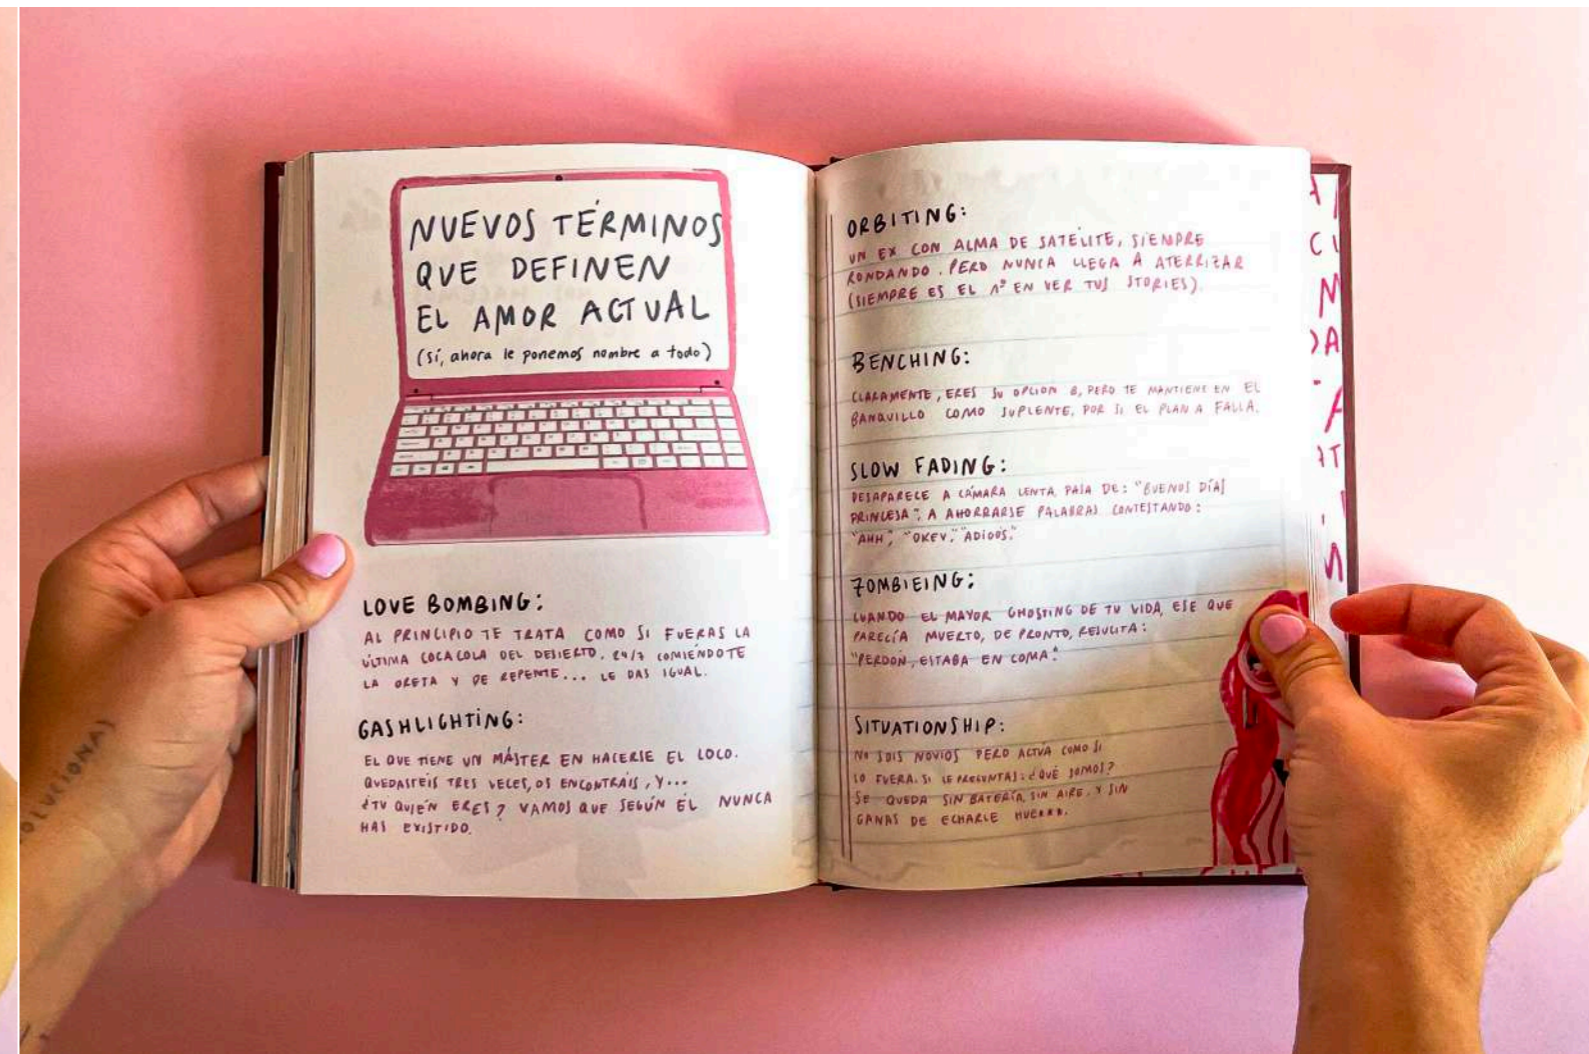 NUEVOS TÉRMINOS
QUE DEFINEN
EL AMOR ACTUAL
(Sí, ahora le ponemos nombre a todo)
LOVE BOMBING:
AL PRINCIPIO TE TRATA COMO SI FUERAS LA
ÚLTIMA COCACOLA DEL DESIERTO. 24/7 COMIÉNDOTE
LA ORETA Y DE REPENTE... LE DAS IGUAL.
GASHLIGHTING:
EL QUE TIENE UN MÁSTER EN HACERSE EL LOCO.
QUEDASTEIS TRES VECES, OS ENCONTRÁIS, Y...
¿TU QUIÉN ERES? VAMOS QUE SEGÚN ÉL NUNCA
HAS EXISTIDO.
ORBITING:
UN EX CON ALMA DE SATÉLITE, SIEMPRE
RONDANDO. PERO NUNCA LLEGA A ATERRIZAR
(SIEMPRE ES EL 1º EN VER TUS STORIES).
BENCHING:
CLARAMENTE, ERES SU OPCIÓN B, PERO TE MANTIENE EN EL
BANQUILLO COMO SUPLENTE, POR SI EL PLAN A FALLA.
SLOW FADING:
DESAPARECE A CÁMARA LENTA. PASA DE: "BUENOS DÍAS
PRINCESA", A AHORRARSE PALABRAS CONTESTANDO:
"AHH", "OKEY", "ADIOOS".
ZOMBIEING:
CUANDO EL MAYOR GHOSTING DE TU VIDA, ESE QUE
PARECÍA MUERTO, DE PRONTO, RESUCITA:
"PERDÓN, ESTABA EN COMA."
SITUATIONSHIP:
NO SOIS NOVIOS PERO ACTÚA COMO SI
LO FUERA. SI LE PREGUNTAS: ¿QUÉ SOMOS?
SE QUEDA SIN BATERÍA, SIN AIRE, Y SIN
GANAS DE ECHARLE HUE****.